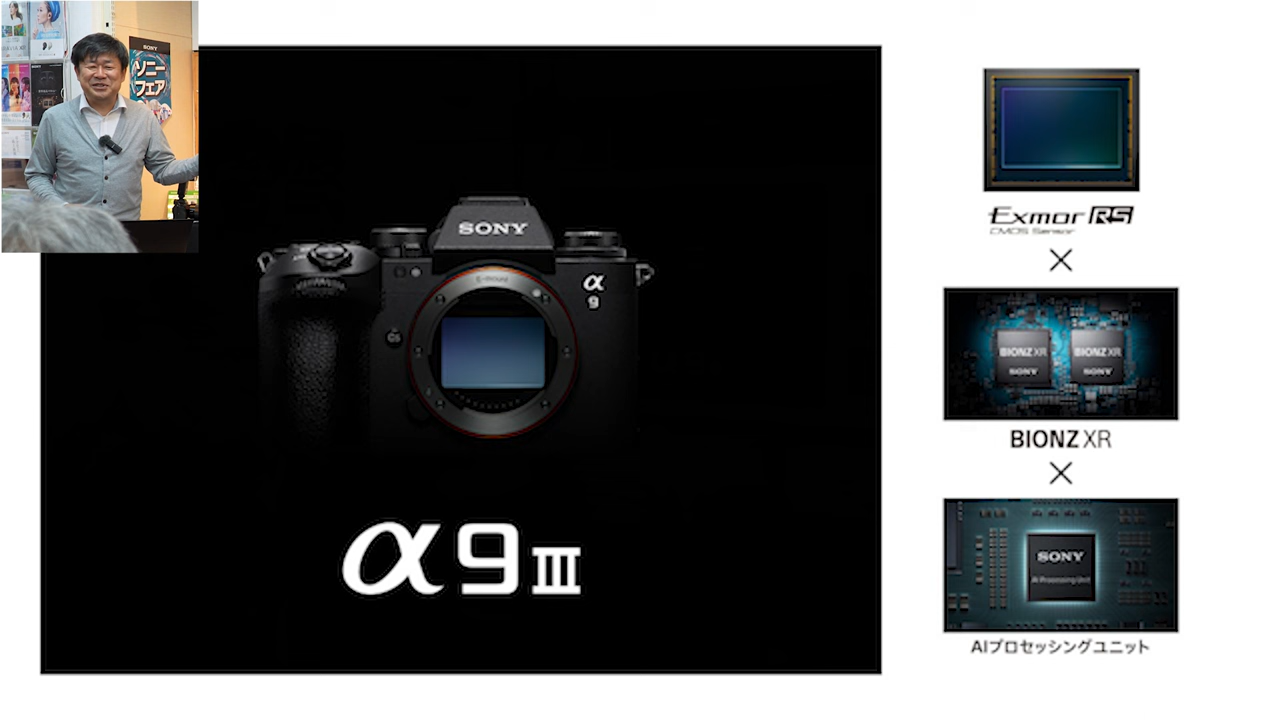 SONY
ソニー
フェア
SONY
E-mount
α
9
α9III
Exmor RS
CMOS Sensor
×
BIONZ XR
SONY
BIONZ XR
SONY
BIONZ XR
×
SONY
AI Processing Unit
AIプロセッシングユニット